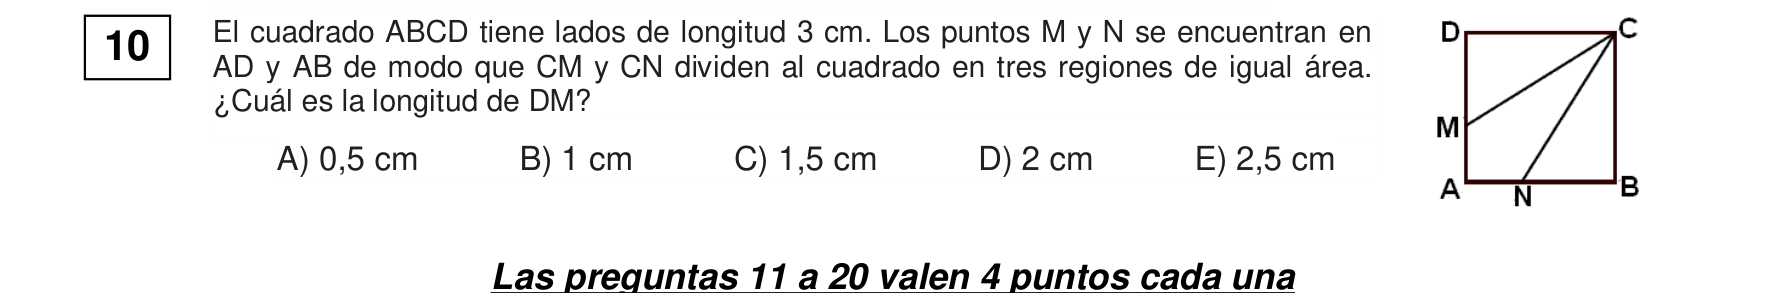 10
El cuadrado ABCD tiene lados de longitud 3 cm. Los puntos M y N se encuentran en
AD y AB de modo que CM y CN dividen al cuadrado en tres regiones de igual área.
¿Cuál es la longitud de DM?
A) 0,5 cm B) 1 cm C) 1,5 cm D) 2 cm E) 2,5 cm
D C
M
A N B
Las preguntas 11 a 20 valen 4 puntos cada una